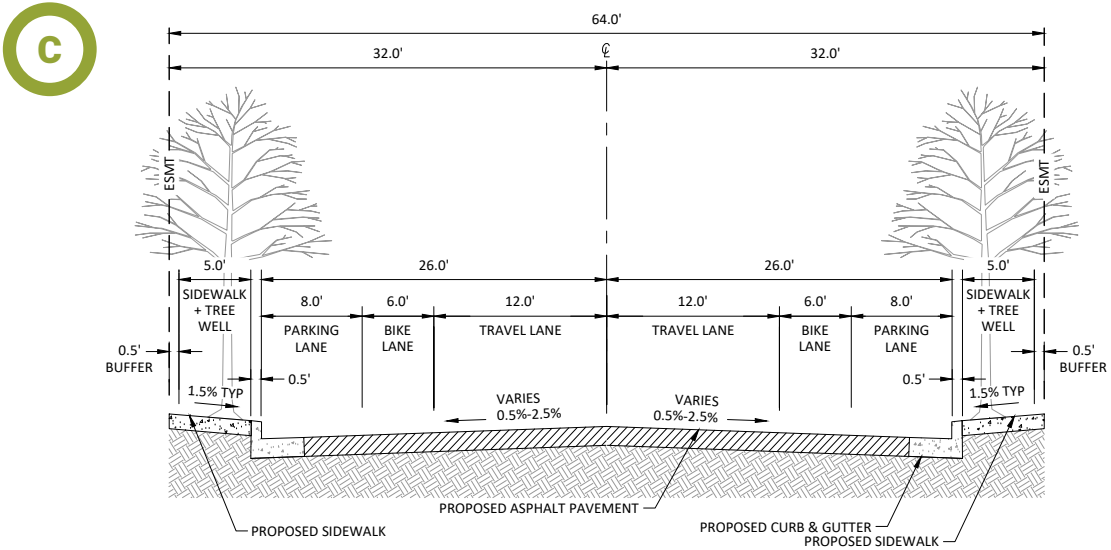 C
64.0'
32.0'
℄
32.0'
ESMT
ESMT
5.0'
26.0'
26.0'
5.0'
SIDEWALK
+ TREE
WELL
8.0'
6.0'
12.0'
12.0'
6.0'
8.0'
SIDEWALK
+ TREE
WELL
PARKING
LANE
BIKE
LANE
TRAVEL LANE
TRAVEL LANE
BIKE
LANE
PARKING
LANE
0.5'
BUFFER
0.5'
0.5'
0.5'
BUFFER
1.5% TYP
VARIES
0.5%-2.5%
VARIES
0.5%-2.5%
1.5% TYP
PROPOSED ASPHALT PAVEMENT
PROPOSED SIDEWALK
PROPOSED CURB & GUTTER
PROPOSED SIDEWALK